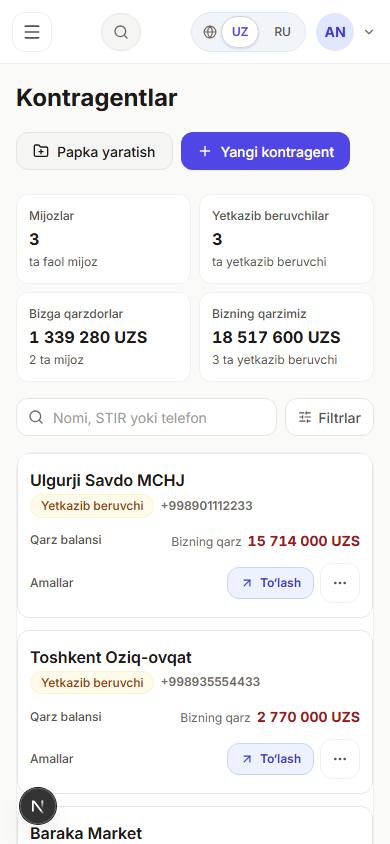 UZ RU AN
Kontragentlar
Papka yaratish
Yangi kontragent
Mijozlar
3
ta faol mijoz
Yetkazib beruvchilar
3
ta yetkazib beruvchi
Bizga qarzdorlar
1 339 280 UZS
2 ta mijoz
Bizning qarzimiz
18 517 600 UZS
3 ta yetkazib beruvchi
Nomi, STIR yoki telefon
Filtrlar
Ulgurji Savdo MCHJ
Yetkazib beruvchi +998901112233
Qarz balansi Bizning qarz 15 714 000 UZS
Amallar To‘lash
Toshkent Oziq-ovqat
Yetkazib beruvchi +998935554433
Qarz balansi Bizning qarz 2 770 000 UZS
Amallar To‘lash
N
Baraka Market